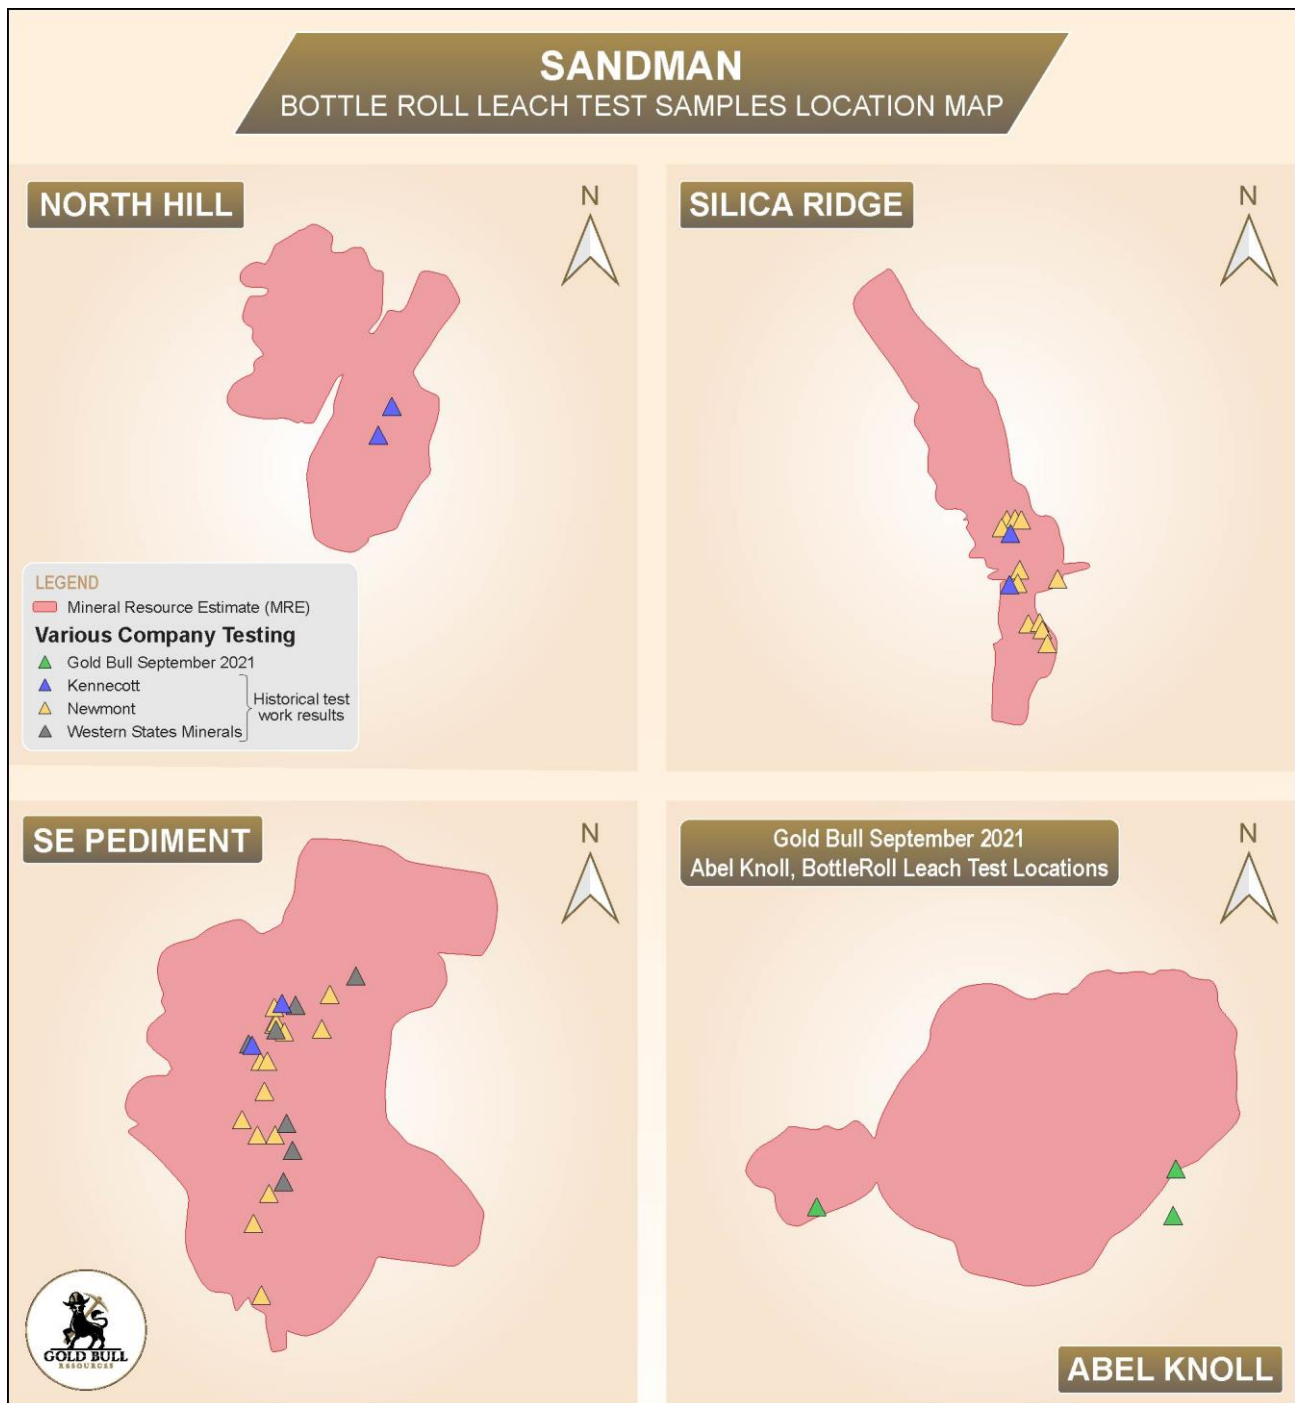 SANDMAN
BOTTLE ROLL LEACH TEST SAMPLES LOCATION MAP
NORTH HILL
N
SILICA RIDGE
N
LEGEND
Mineral Resource Estimate (MRE)
Various Company Testing
Gold Bull September 2021
Kennecott
Newmont
Western States Minerals
Historical test
work results
SE PEDIMENT
N
Gold Bull September 2021
Abel Knoll, BottleRoll Leach Test Locations
N
GOLD BULL
RESOURCES
ABEL KNOLL